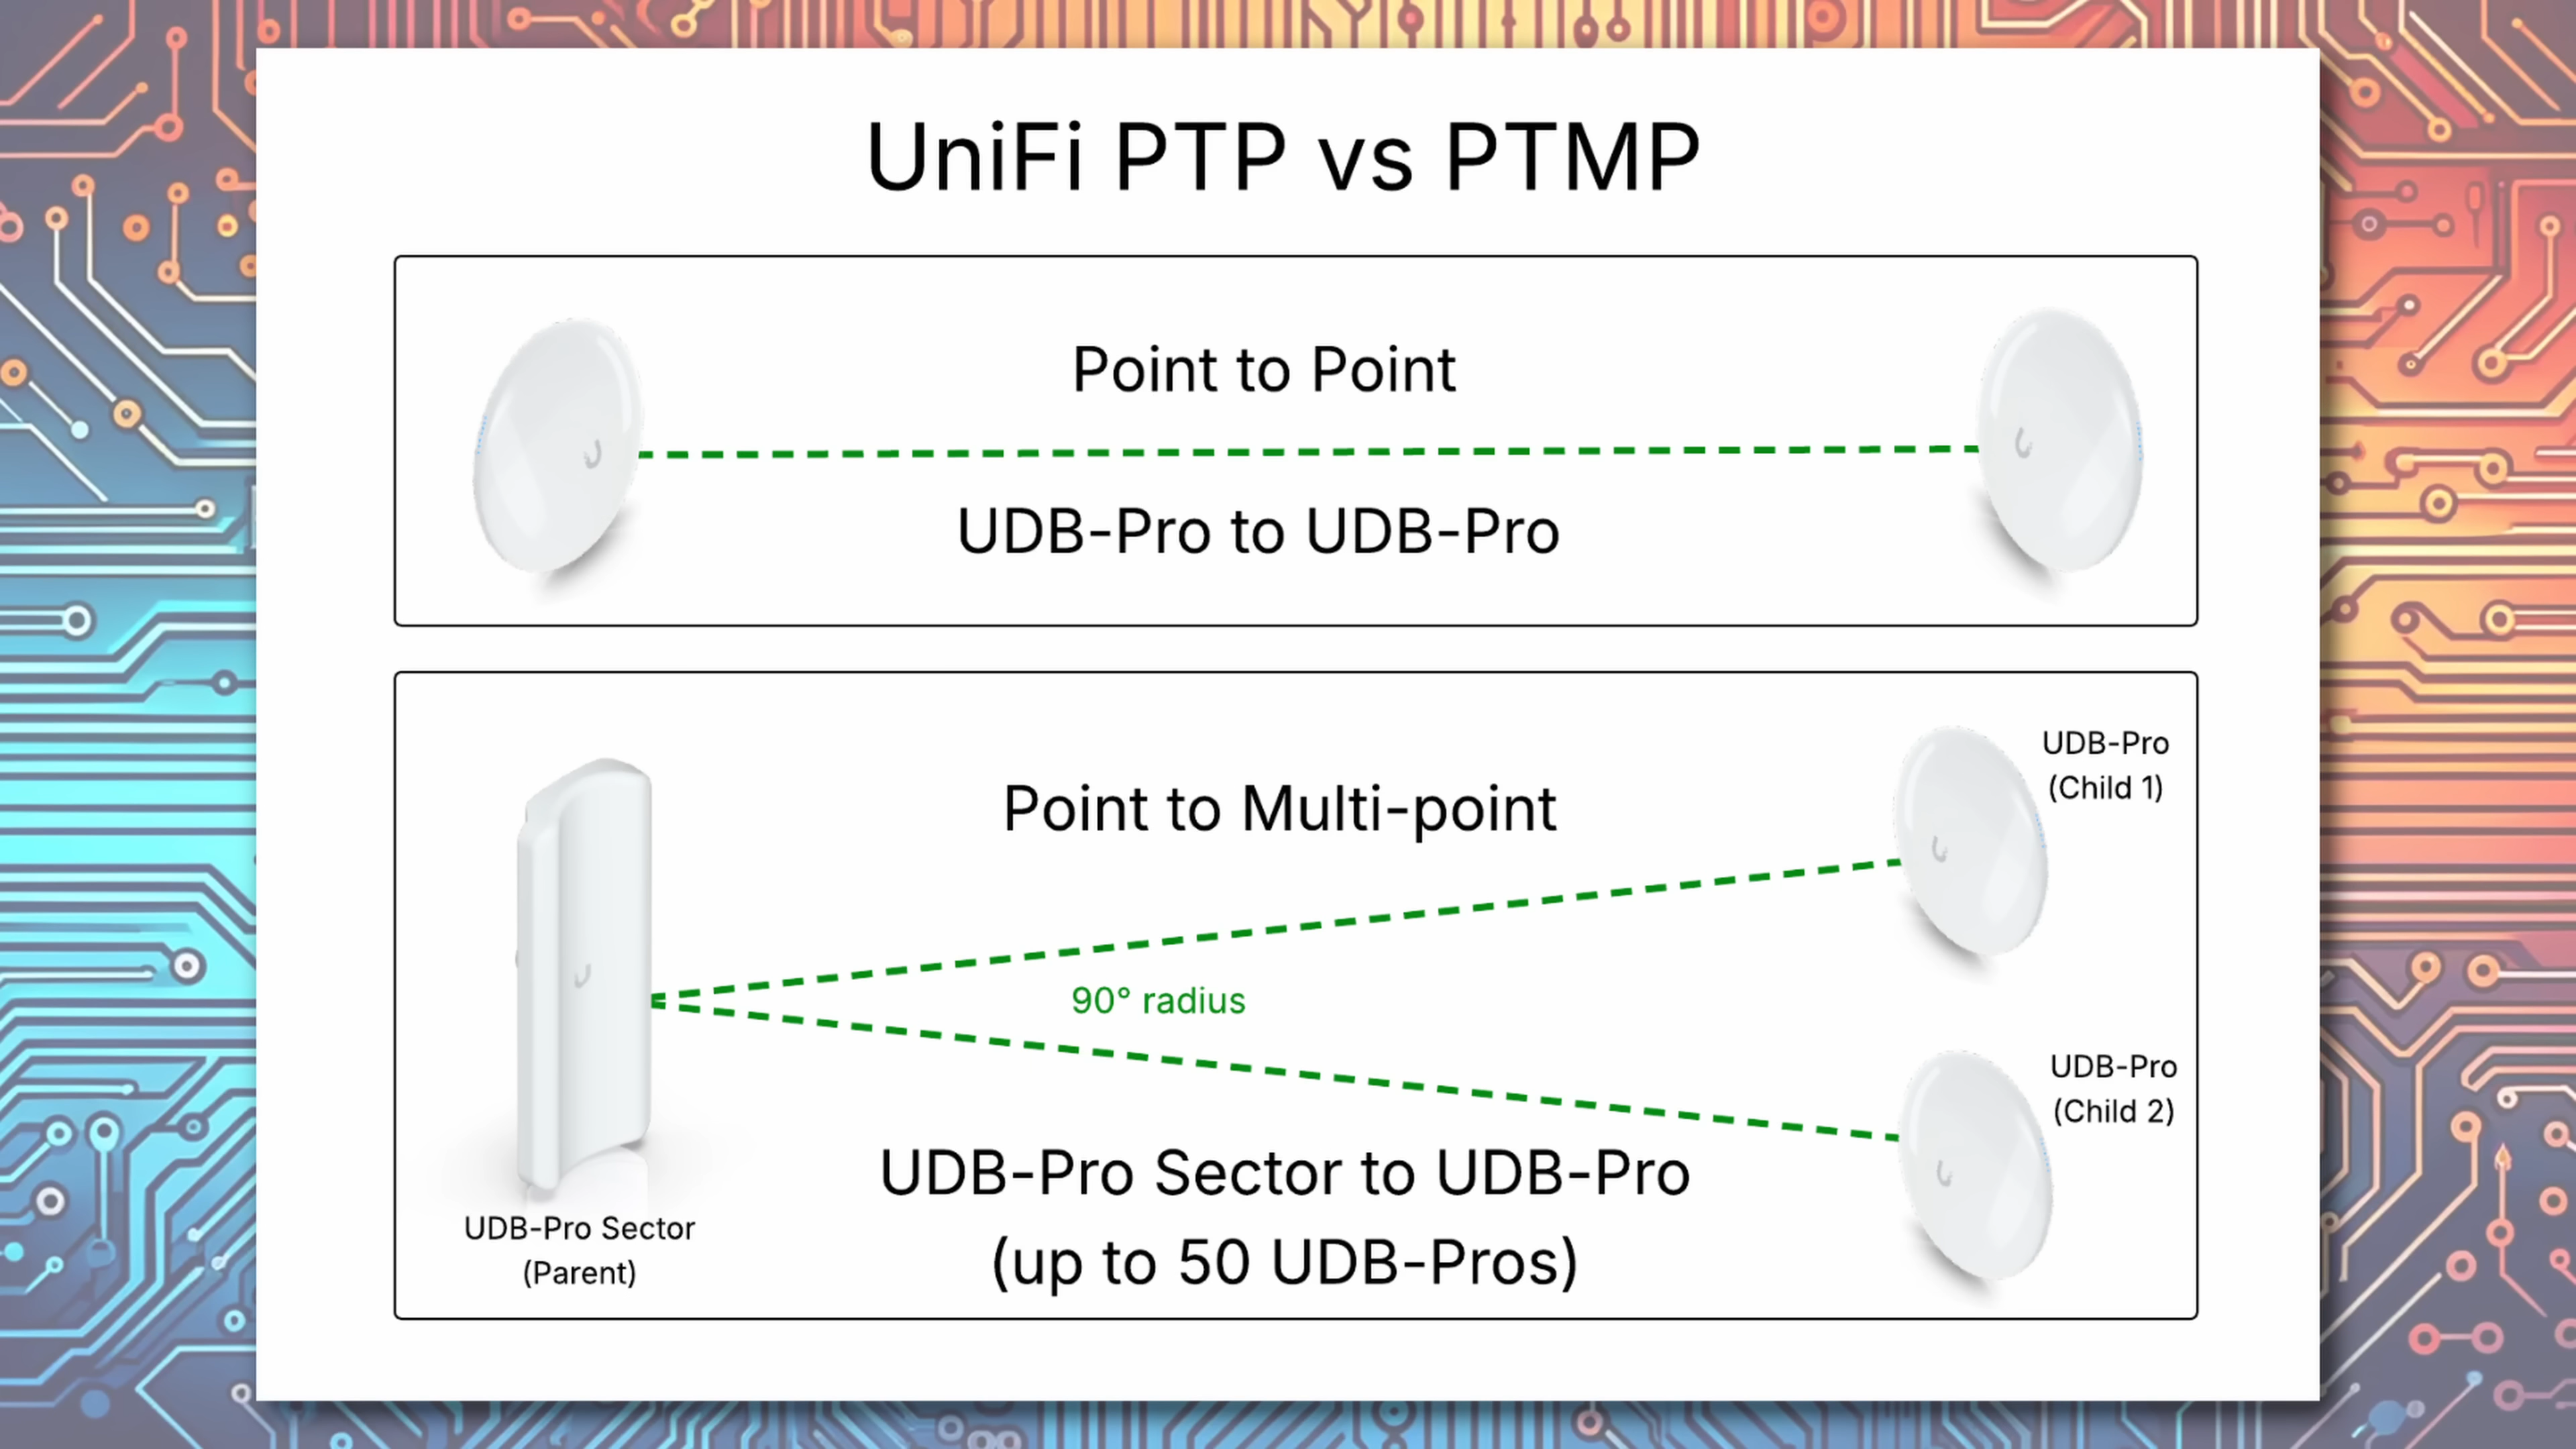 UniFi PTP vs PTMP
Point to Point
UDB-Pro to UDB-Pro
Point to Multi-point
UDB-Pro
(Child 1)
90° radius
UDB-Pro
(Child 2)
UDB-Pro Sector to UDB-Pro
(up to 50 UDB-Pros)
UDB-Pro Sector
(Parent)